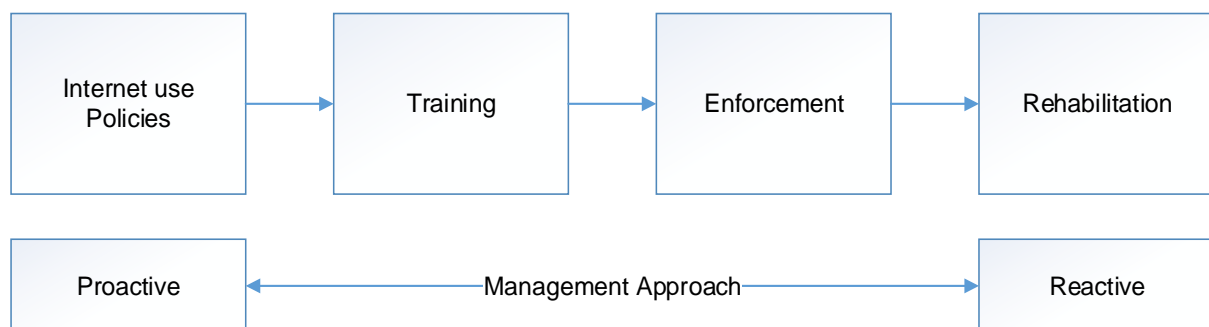 Internet use
Policies
Training
Enforcement
Rehabilitation
Proactive
Management Approach
Reactive